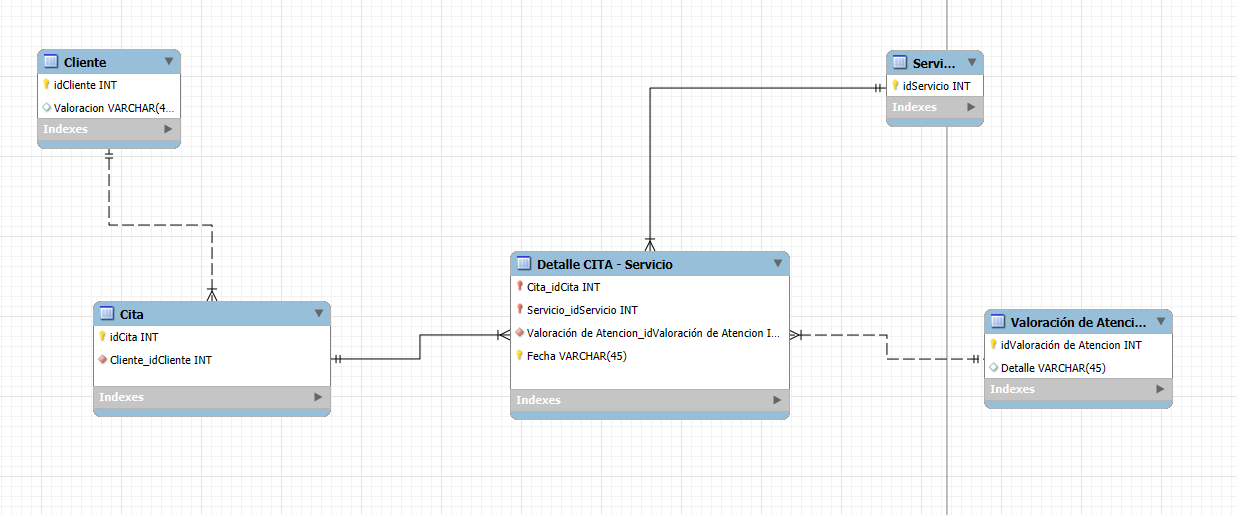 Cliente
idCliente INT
Valoracion VARCHAR(4...
Indexes
Servi...
idServicio INT
Indexes
Detalle CITA - Servicio
Cita_idCita INT
Servicio_idServicio INT
Valoración de Atencion_idValoración de Atencion I...
Fecha VARCHAR(45)
Indexes
Cita
idCita INT
Cliente_idCliente INT
Indexes
Valoración de Atenci...
idValoración de Atencion INT
Detalle VARCHAR(45)
Indexes